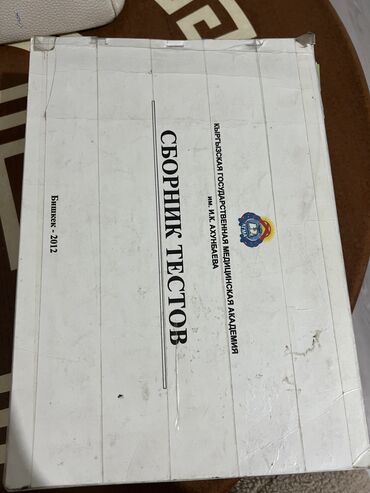 КЫРГЫЗСКАЯ ГОСУДАРСТВЕННАЯ МЕДИЦИНСКАЯ АКАДЕМИЯ
им. И.К. АХУНБАЕВА
СБОРНИК ТЕСТОВ
Бишкек - 2012